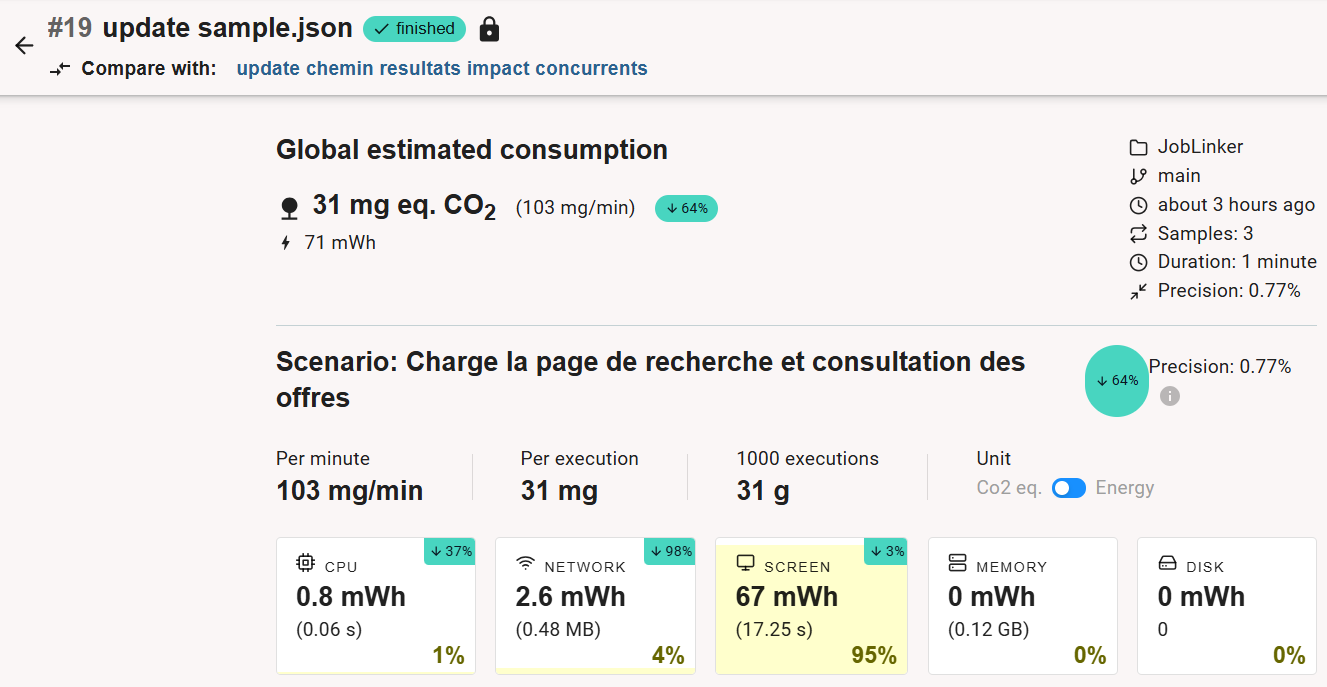 #19 update sample.json finished
Compare with: update chemin resultats impact concurrents
Global estimated consumption
31 mg eq. CO2 (103 mg/min) ↓ 64%
71 mWh
JobLinker
main
about 3 hours ago
Samples: 3
Duration: 1 minute
Precision: 0.77%
Scenario: Charge la page de recherche et consultation des
offres
↓ 64%
Precision: 0.77%
Per minute
103 mg/min
Per execution
31 mg
1000 executions
31 g
Unit
Co2 eq. Energy
CPU
↓ 37%
0.8 mWh
(0.06 s)
1%
NETWORK
↓ 98%
2.6 mWh
(0.48 MB)
4%
SCREEN
↓ 3%
67 mWh
(17.25 s)
95%
MEMORY
0 mWh
(0.12 GB)
0%
DISK
0 mWh
0
0%